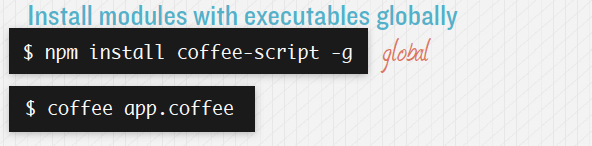 Install modules with executables globally
$ npm install coffee-script -g global
$ coffee app.coffee